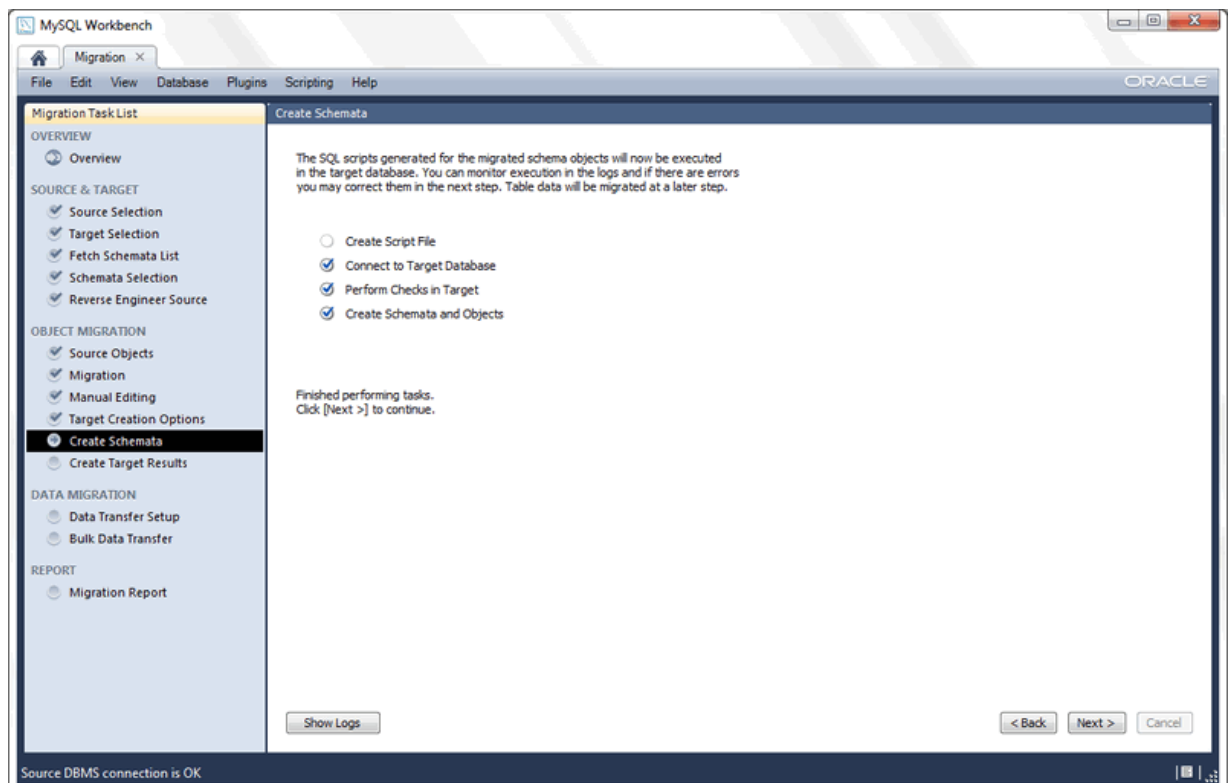 MySQL Workbench
Migration
File Edit View Database Plugins Scripting Help
ORACLE
Migration Task List
OVERVIEW
Overview
SOURCE & TARGET
Source Selection
Target Selection
Fetch Schemata List
Schemata Selection
Reverse Engineer Source
OBJECT MIGRATION
Source Objects
Migration
Manual Editing
Target Creation Options
Create Schemata
Create Target Results
DATA MIGRATION
Data Transfer Setup
Bulk Data Transfer
REPORT
Migration Report
Create Schemata
The SQL scripts generated for the migrated schema objects will now be executed
in the target database. You can monitor execution in the logs and if there are errors
you may correct them in the next step. Table data will be migrated at a later step.
Create Script File
Connect to Target Database
Perform Checks in Target
Create Schemata and Objects
Finished performing tasks.
Click [Next >] to continue.
Show Logs
< Back Next > Cancel
Source DBMS connection is OK